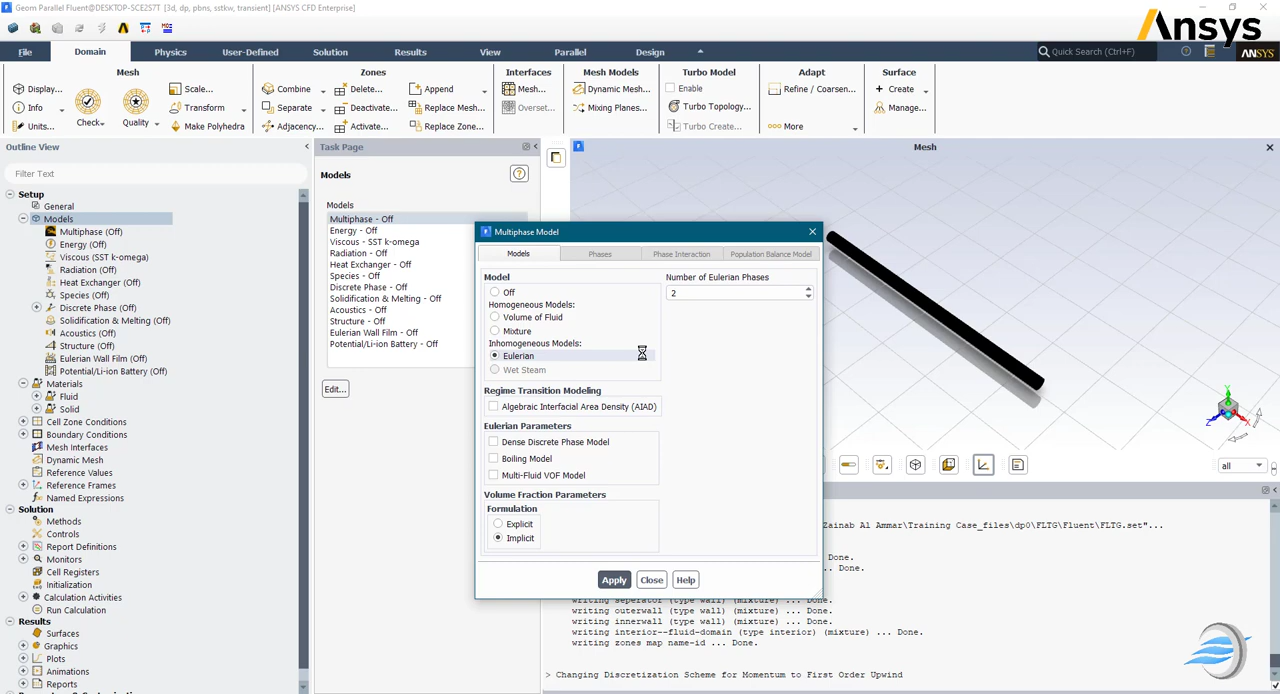 Geom Parallel Fluent@DESKTOP-SCE2S7T [3d, dp, pbns, sstkw, transient] [ANSYS CFD Enterprise]
Ansys
File Domain Physics User-Defined Solution Results View Parallel Design Quick Search (Ctrl+F) ANSYS
Mesh Zones Interfaces Mesh Models Turbo Model Adapt Surface
Display... Scale... Combine Delete... Append Mesh... Dynamic Mesh... Enable Refine / Coarsen... Create
Info Transform Separate Deactivate... Replace Mesh... Overset... Mixing Planes... Turbo Topology... Manage...
Units... Check Quality Make Polyhedra Adjacency... Activate... Replace Zone... Turbo Create... More
Outline View
Filter Text
Setup
General
Models
Multiphase (Off)
Energy (Off)
Viscous (SST k-omega)
Radiation (Off)
Heat Exchanger (Off)
Species (Off)
Discrete Phase (Off)
Solidification & Melting (Off)
Acoustics (Off)
Structure (Off)
Eulerian Wall Film (Off)
Potential/Li-ion Battery (Off)
Materials
Fluid
Solid
Cell Zone Conditions
Boundary Conditions
Mesh Interfaces
Dynamic Mesh
Reference Values
Reference Frames
Named Expressions
Solution
Methods
Controls
Report Definitions
Monitors
Cell Registers
Initialization
Calculation Activities
Run Calculation
Results
Surfaces
Graphics
Plots
Animations
Reports
Task Page
Models
Models
Multiphase - Off
Energy - Off
Viscous - SST k-omega
Radiation - Off
Heat Exchanger - Off
Species - Off
Discrete Phase - Off
Solidification & Melting - Off
Acoustics - Off
Structure - Off
Eulerian Wall Film - Off
Potential/Li-ion Battery - Off
Edit...
Mesh
Multiphase Model
Models Phases Phase Interaction Population Balance Model
Model
Off
Homogeneous Models:
Volume of Fluid
Mixture
Inhomogeneous Models:
Eulerian
Wet Steam
Number of Eulerian Phases
2
Regime Transition Modeling
Algebraic Interfacial Area Density (AIAD)
Eulerian Parameters
Dense Discrete Phase Model
Boiling Model
Multi-Fluid VOF Model
Volume Fraction Parameters
Formulation
Explicit
Implicit
Apply Close Help
all
Zainab Al Ammar\Training Case_files\dp0\FLTG\Fluent\FLTG.set"...
Done.
Done.
writing seperator (type wall) (mixture) ... Done.
writing outerwall (type wall) (mixture) ... Done.
writing innerwall (type wall) (mixture) ... Done.
writing interior--fluid-domain (type interior) (mixture) ... Done.
writing zones map name-id ... Done.
> Changing Discretization Scheme for Momentum to First Order Upwind